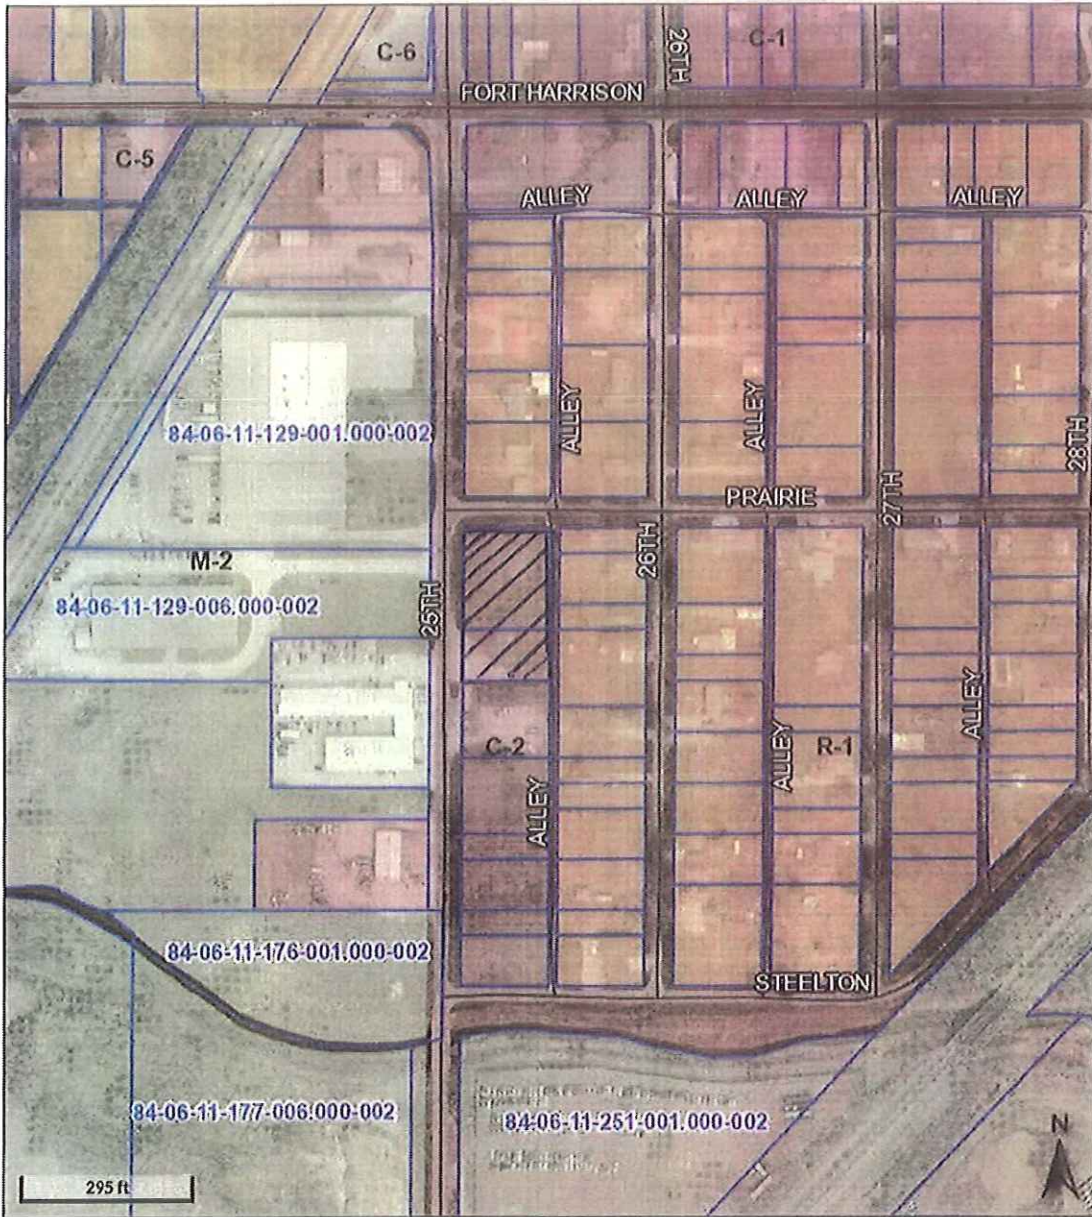 C-6
26TH
C-1
FORT HARRISON
C-5
ALLEY
ALLEY
ALLEY
84-06-11-129-001.000-002
ALLEY
ALLEY
28TH
PRAIRIE
27TH
M-2
84-06-11-129-006.000-002
25TH
26TH
C-2
ALLEY
ALLEY
R-1
ALLEY
84-06-11-176-001.000-002
STEELTON
84-06-11-177-006.000-002
84-06-11-251-001.000-002
N
295 ft